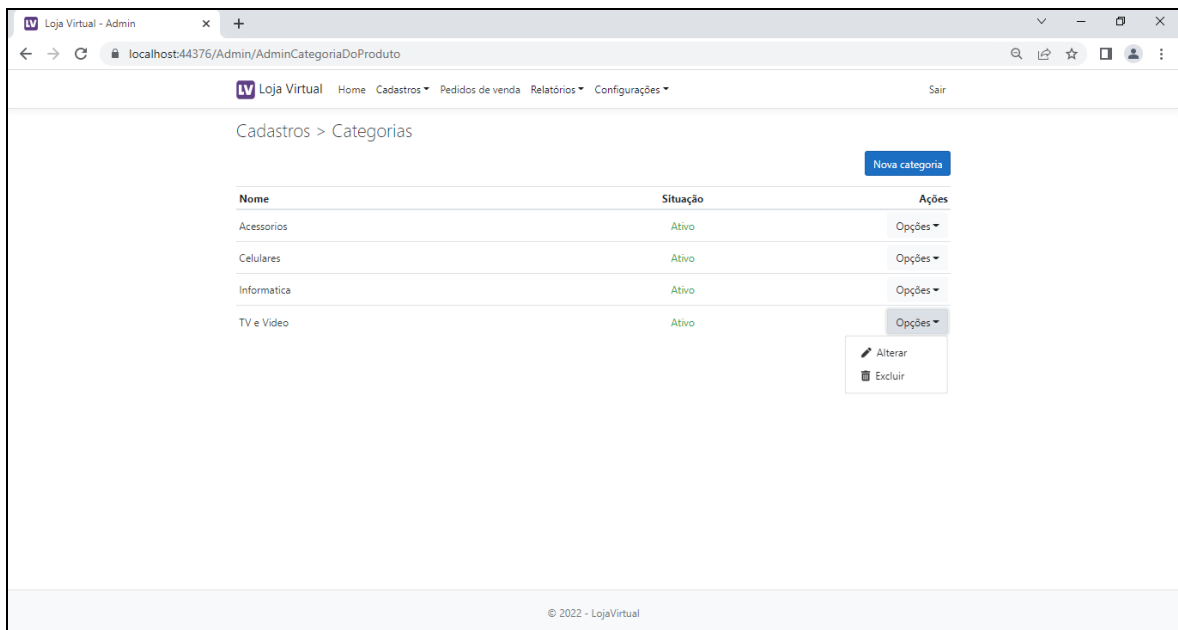 LV Loja Virtual - Admin
localhost:44376/Admin/AdminCategoriaDoProduto
LV Loja Virtual Home Cadastros Pedidos de venda Relatórios Configurações Sair
Cadastros > Categorias
Nova categoria
Nome Situação Ações
Acessorios Ativo Opções
Celulares Ativo Opções
Informatica Ativo Opções
TV e Video Ativo Opções
Alterar
Excluir
© 2022 - LojaVirtual